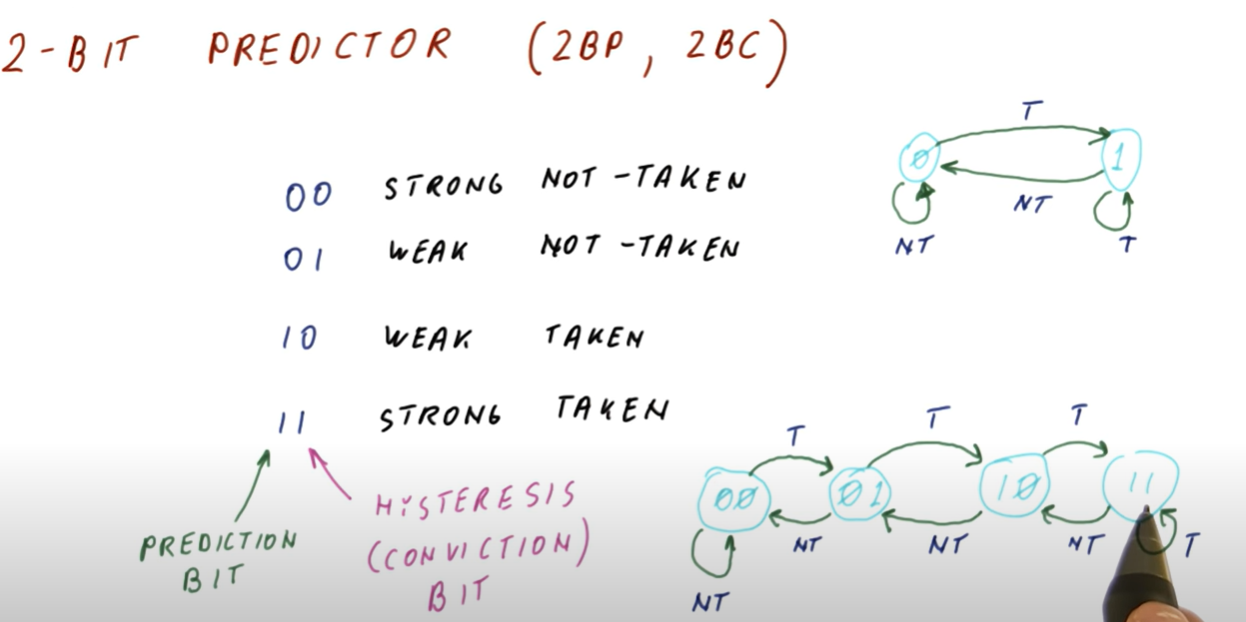 2-BIT PREDICTOR (2BP, 2BC)
00 STRONG NOT-TAKEN
01 WEAK NOT-TAKEN
10 WEAK TAKEN
11 STRONG TAKEN
PREDICTION
BIT
HYSTERESIS
(CONVICTION)
BIT
T
0 1
NT
NT T
T T T
00 01 10 11
NT NT NT T
NT